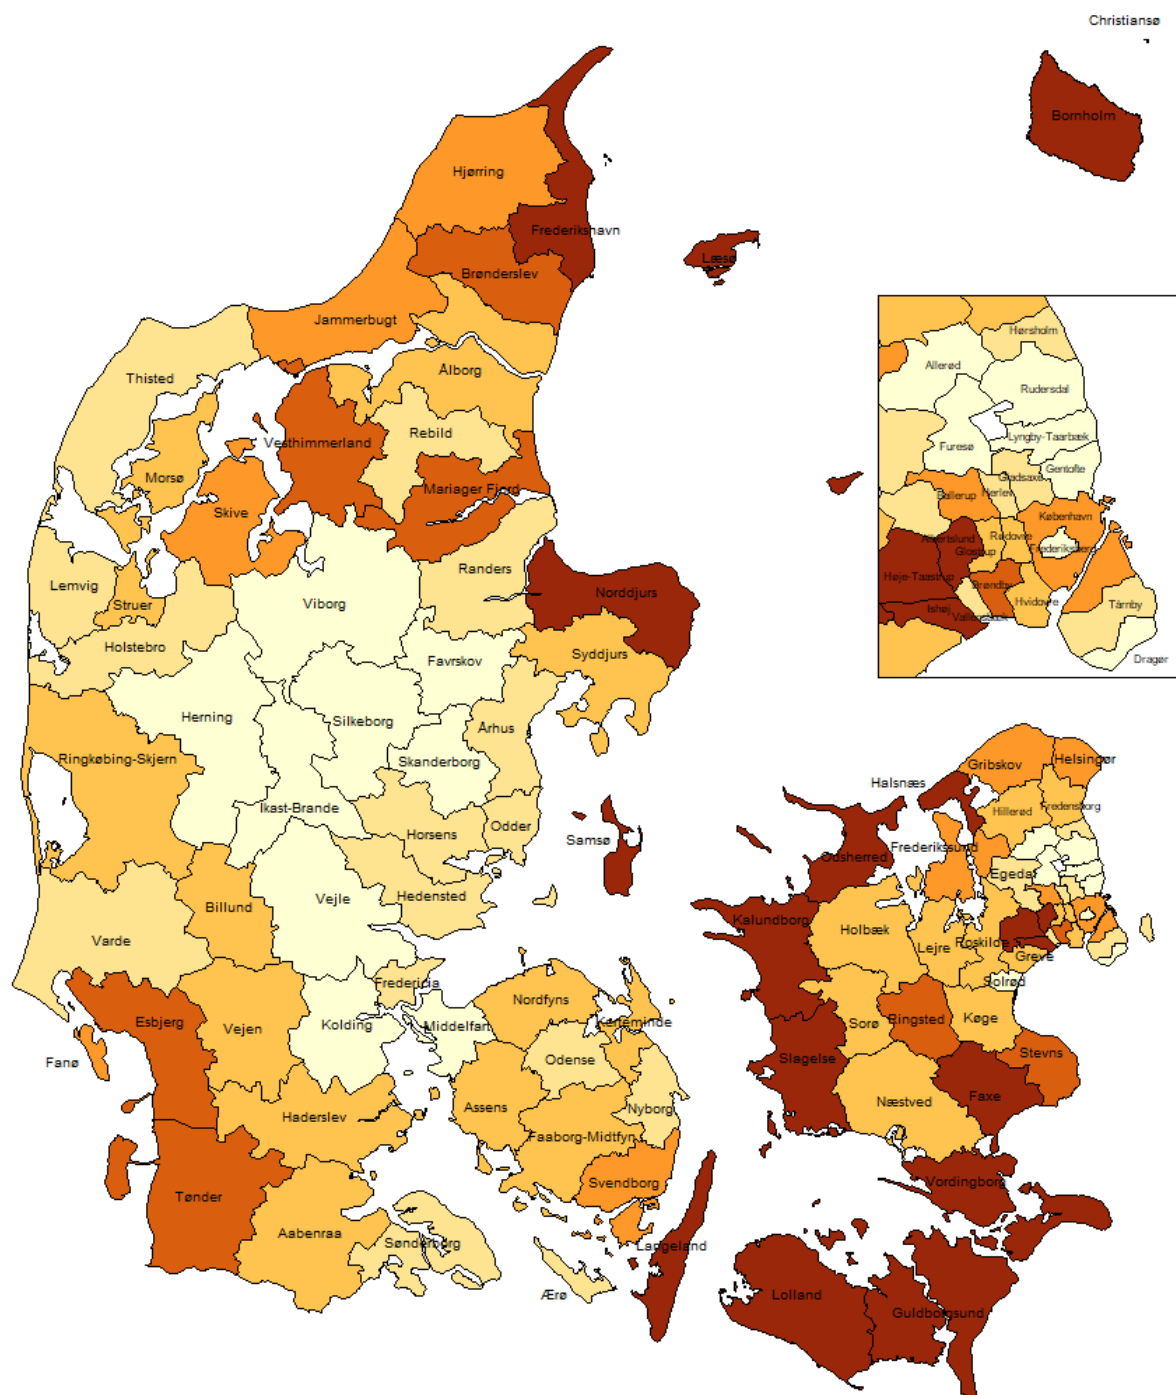 Christiansø
Bornholm
Hjørring
Frederikshavn
Læsø
Brønderslev
Jammerbugt
Thisted
Ålborg
Vesthimmerland
Rebild
Morsø
Mariager Fjord
Skive
Randers
Lemvig
Struer
Viborg
Norddjurs
Holstebro
Favrskov
Syddjurs
Herning
Silkeborg
Århus
Ringkøbing-Skjern
Skanderborg
Ikast-Brande
Horsens
Odder
Samsø
Hedensted
Vejle
Billund
Varde
Fredericia
Nordfyns
Esbjerg
Vejen
Kolding
Middelfart
Kerteminde
Fanø
Odense
Haderslev
Assens
Nyborg
Faaborg-Midtfyn
Tønder
Svendborg
Aabenraa
Sønderborg
Langeland
Ærø
Hørsholm
Allerød
Rudersdal
Furesø
Lyngby-Taarbæk
Gentofte
Gladsaxe
Ballerup
Herlev
København
Albertslund
Rødovre
Glostrup
Frederiksberg
Høje-Taastrup
Brøndby
Ishøj
Vallensbæk
Hvidovre
Tårnby
Dragør
Gribskov
Helsingør
Halsnæs
Hillerød
Fredensborg
Frederikssund
Odsherred
Egedal
Kalundborg
Holbæk
Lejre
Roskilde
Greve
Solrød
Sorø
Ringsted
Køge
Slagelse
Stevns
Næstved
Faxe
Vordingborg
Lolland
Guldborgsund